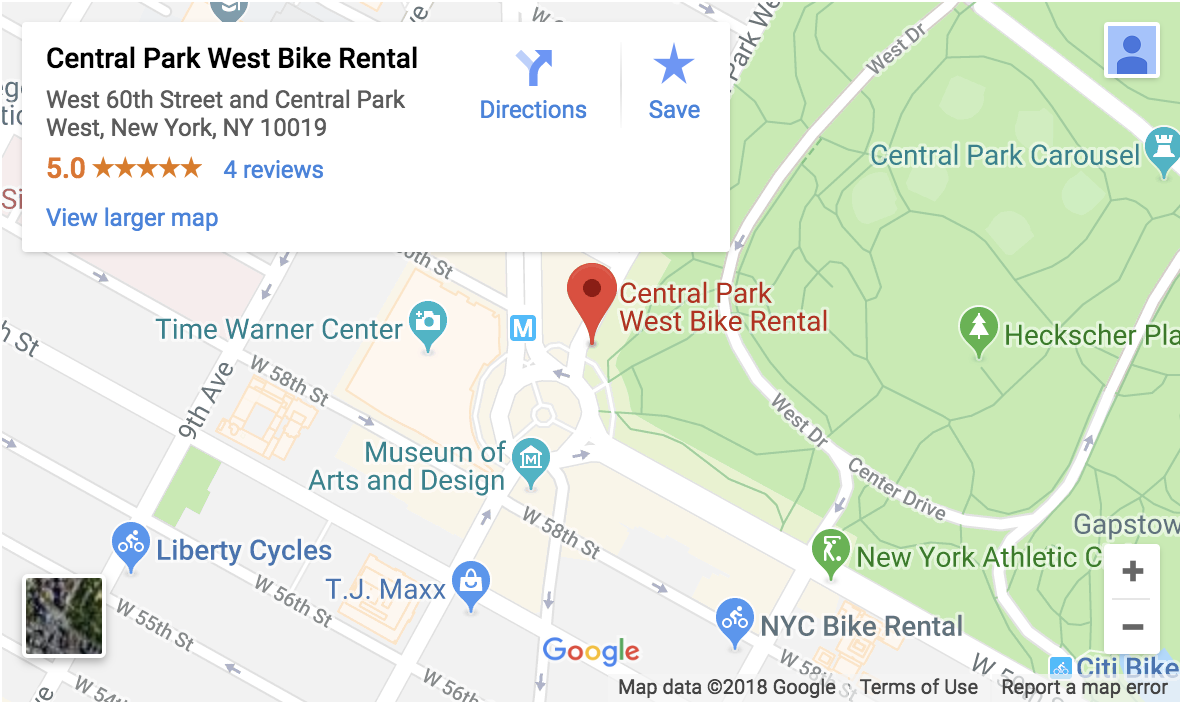 Central Park West Bike Rental
West 60th Street and Central Park
West, New York, NY 10019
5.0
4 reviews
View larger map
Directions
Save
West Dr
Park
Central Park Carousel
Central Park
West Bike Rental
Time Warner Center
M
Heckscher
W 58th St
9th Ave
West Dr
Museum of
Arts and Design
Center Drive
W 58th St
Liberty Cycles
T.J. Maxx
New York Athletic C
NYC Bike Rental
W 56th St
W 55th St
W 56th
W 58th St
Citi Bike
Google
Map data ©2018 Google
Terms of Use
Report a map error
+
−